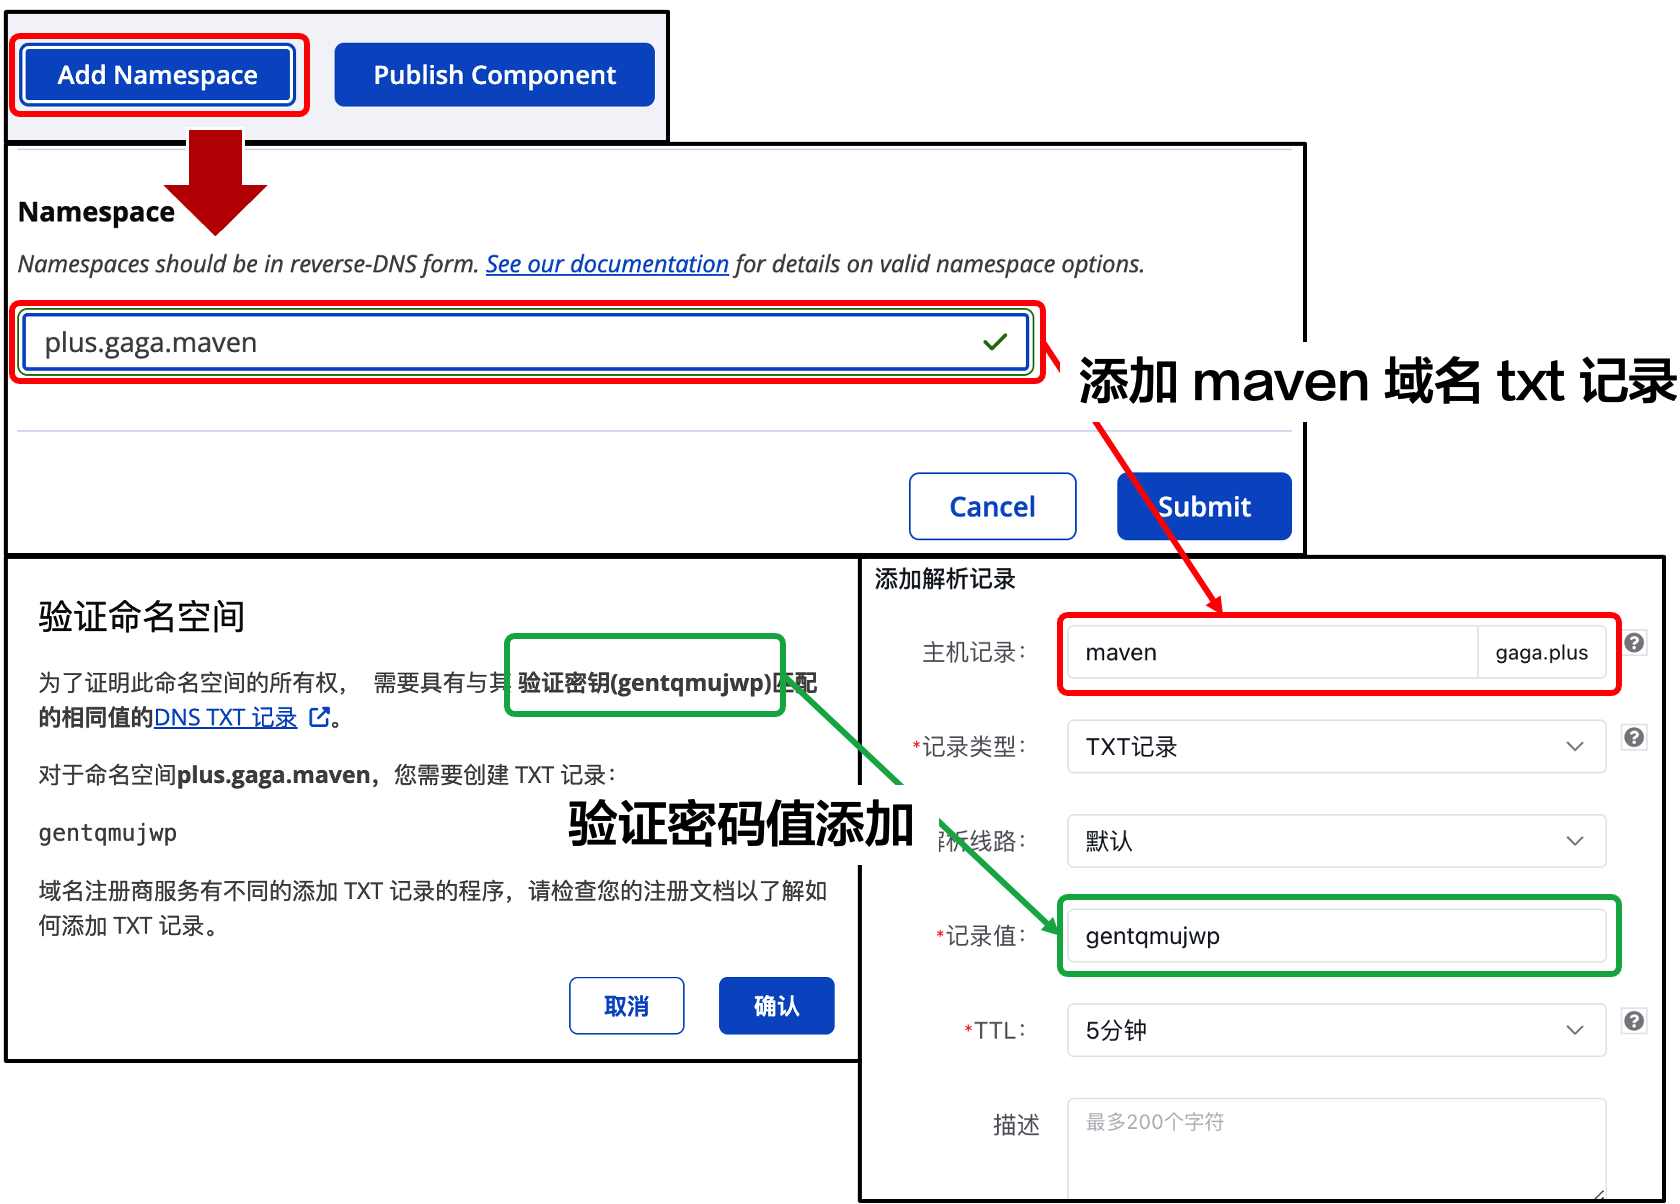 Add Namespace
Publish Component
Namespace
Namespaces should be in reverse-DNS form. See our documentation for details on valid namespace options.
plus.gaga.maven
添加 maven 域名 txt 记录
Cancel
Submit
验证命名空间
为了证明此命名空间的所有权， 需要具有与其 验证密钥(gentqmujwp)匹配
的相同值的DNS TXT 记录。
对于命名空间plus.gaga.maven，您需要创建 TXT 记录：
gentqmujwp
验证密码值添加
域名注册商服务有不同的添加 TXT 记录的程序，请检查您的注册文档以了解如
何添加 TXT 记录。
取消
确认
添加解析记录
主机记录：
maven
gaga.plus
*记录类型：
TXT记录
解析线路：
默认
*记录值：
gentqmujwp
*TTL：
5分钟
描述
最多200个字符